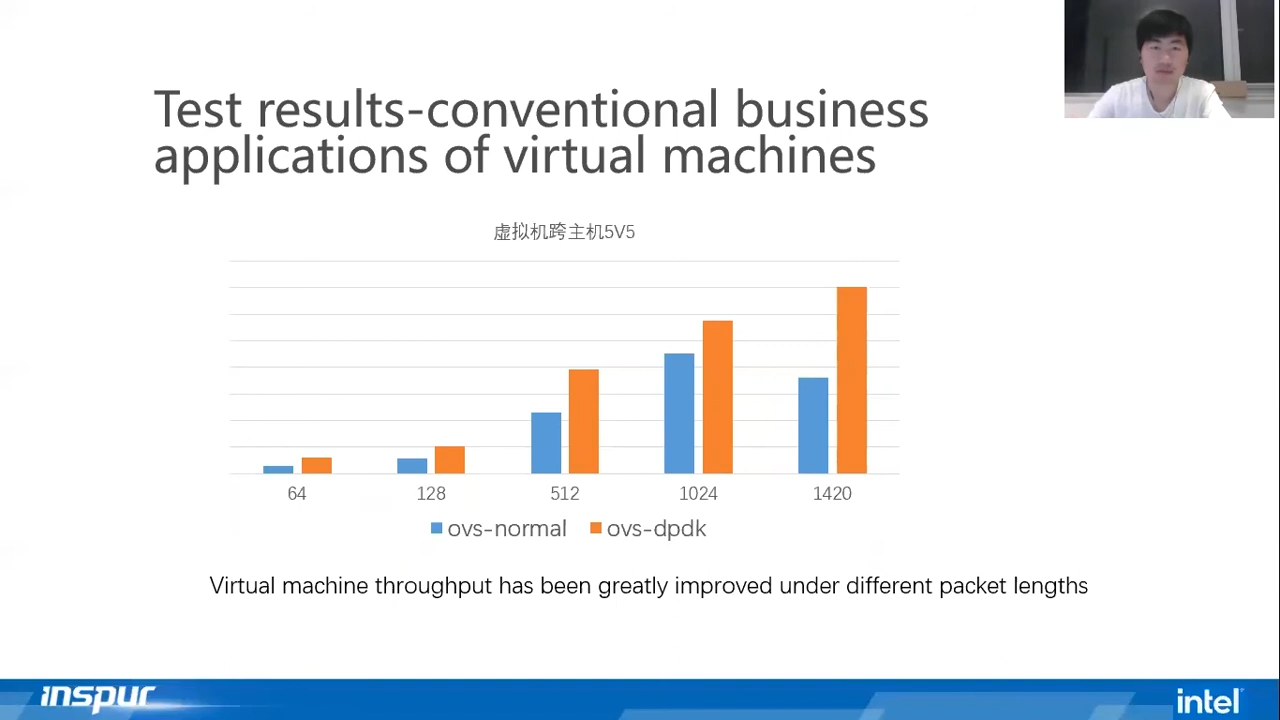 Test results-conventional business
applications of virtual machines
虚拟机跨主机5V5
64 128 512 1024 1420
ovs-normal ovs-dpdk
Virtual machine throughput has been greatly improved under different packet lengths
inspur intel